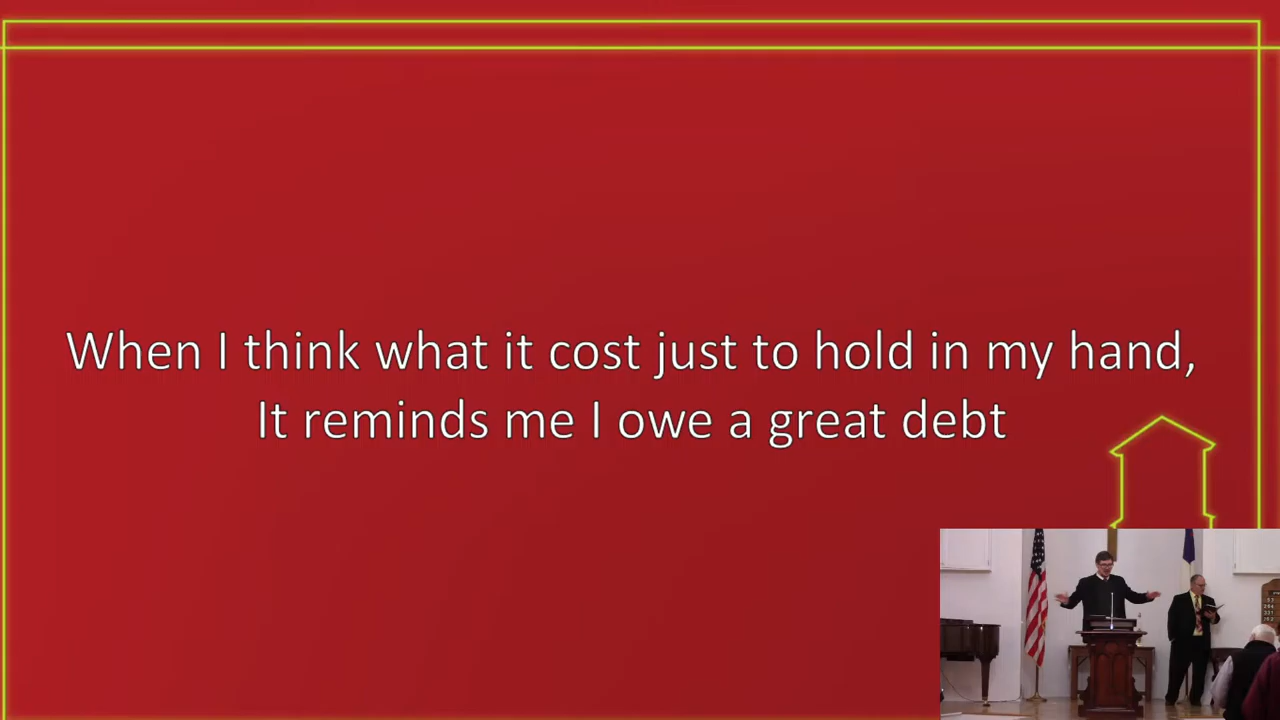 When I think what it cost just to hold in my hand,
It reminds me I owe a great debt